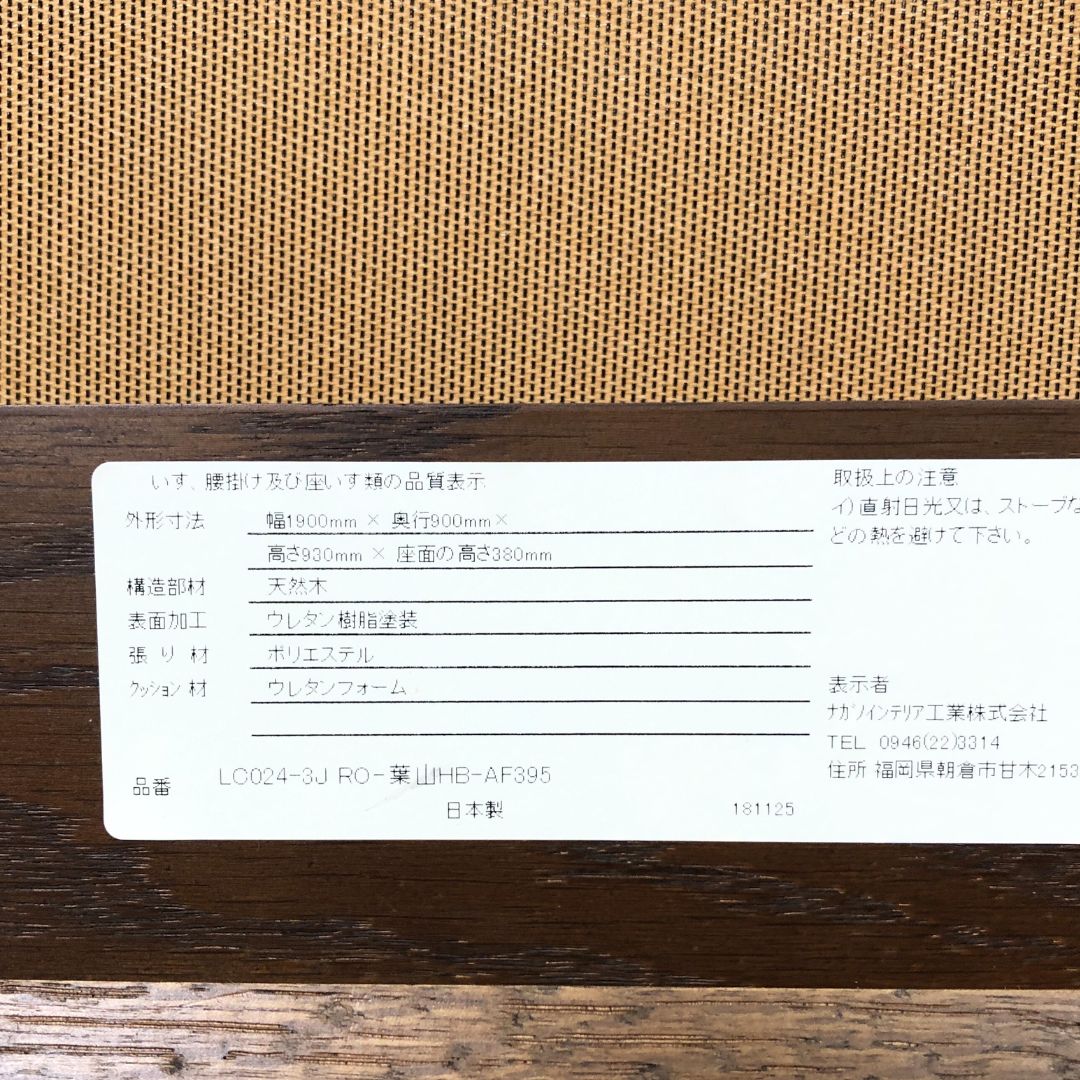 いす、腰掛け及び座いす類の品質表示
外形寸法 幅1900mm × 奥行900mm×
高さ930mm × 座面の高さ380mm
構造部材 天然木
表面加工 ウレタン樹脂塗装
張り材 ポリエステル
クッション材 ウレタンフォーム
品番 LC024-3J RO-葉山HB-AF395
日本製 181125
取扱上の注意
イ)直射日光又は、ストーブな
どの熱を避けて下さい。
表示者
ナガノインテリア工業株式会社
TEL 0946(22)3314
住所 福岡県朝倉市甘木2153